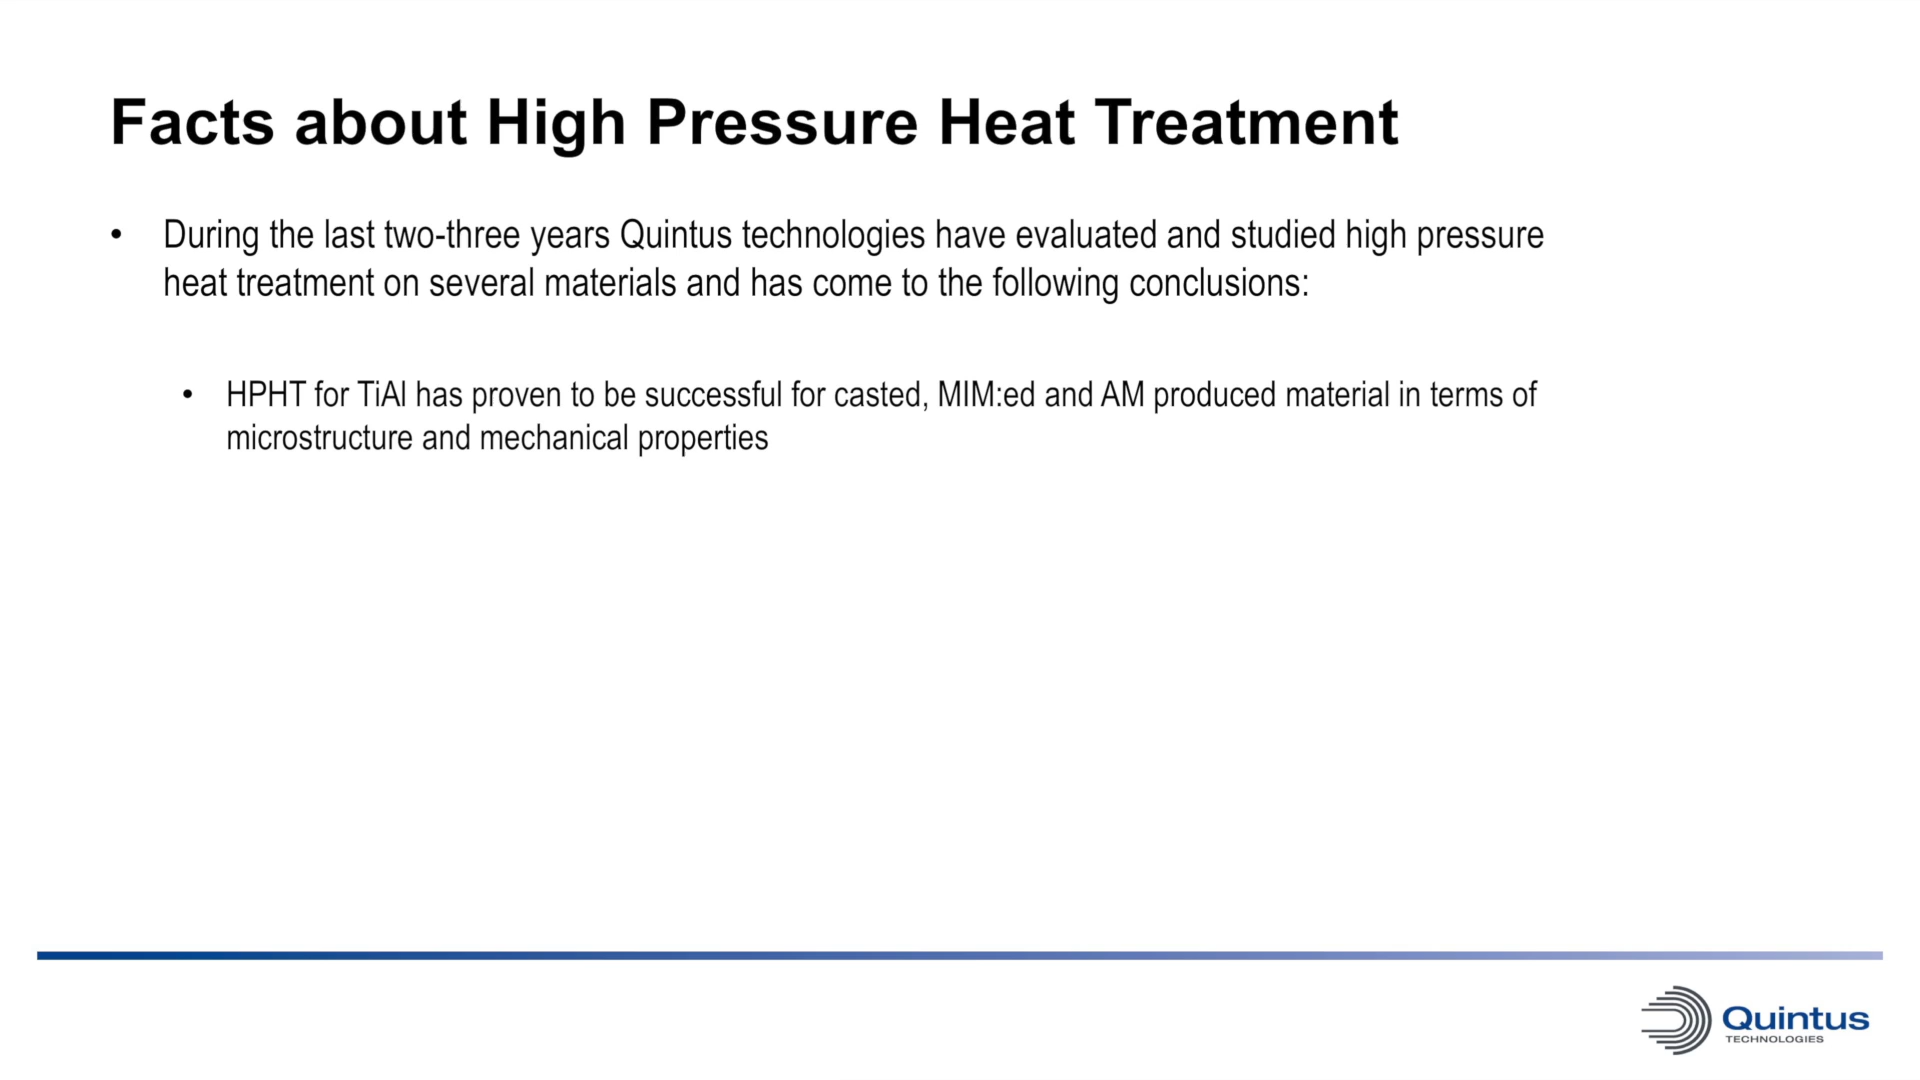 Facts about High Pressure Heat Treatment
• During the last two-three years Quintus technologies have evaluated and studied high pressure
heat treatment on several materials and has come to the following conclusions:
• HPHT for TiAl has proven to be successful for casted, MIM:ed and AM produced material in terms of
microstructure and mechanical properties
Quintus
TECHNOLOGIES